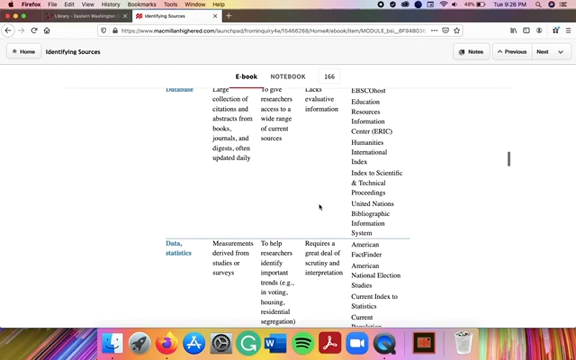 Firefox File Edit View History Bookmarks Tools Window Help 49% Tue 9:26 PM
Library - Eastern Washington Identifying Sources
https://www.macmillanhighered.com/launchpad/frominquiry4e/15466268/Home#/ebook/item/MODULE_bsi_
Home Identifying Sources Notes Previous Next
E-book NOTEBOOK 166
Database Large To give Lacks EBSCOhost
collection of researchers evaluative Education
citations and access to a information Resources
abstracts from wide range Information
books, of current Center (ERIC)
journals, and sources Humanities
digests, often International
updated daily Index
Index to Scientific
& Technical
Proceedings
United Nations
Bibliographic
Information
System
Data, Measurements To help Requires a American
statistics derived from researchers great deal of FactFinder
studies or identify scrutiny and American
surveys important interpretation National Election
trends (e.g., Studies
in voting, Current Index to
housing, Statistics
residential Current
segregation) Population